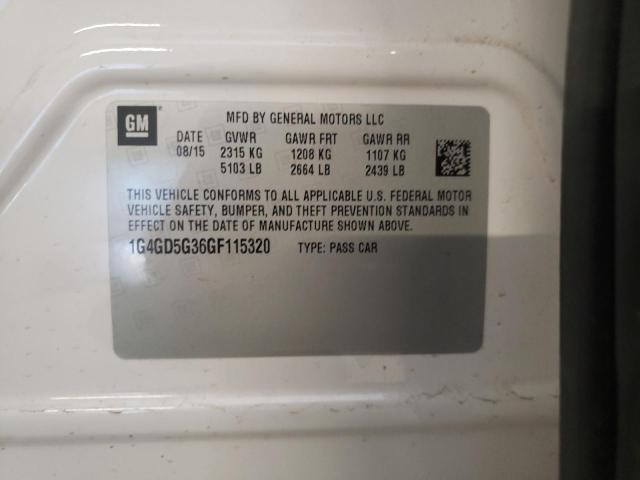 GM
MFD BY GENERAL MOTORS LLC
DATE GVWR GAWR FRT GAWR RR
08/15 2315 KG 1208 KG 1107 KG
5103 LB 2664 LB 2439 LB
THIS VEHICLE CONFORMS TO ALL APPLICABLE U.S. FEDERAL MOTOR
VEHICLE SAFETY, BUMPER, AND THEFT PREVENTION STANDARDS IN
EFFECT ON THE DATE OF MANUFACTURE SHOWN ABOVE.
1G4GD5G36GF115320 TYPE: PASS CAR